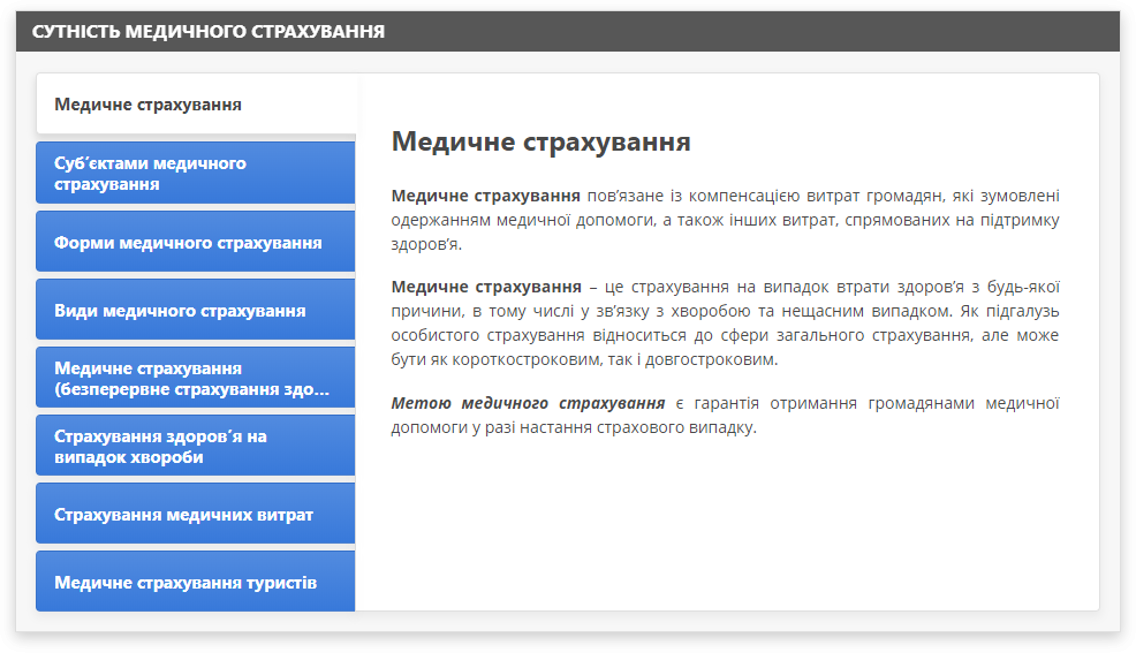 СУТНІСТЬ МЕДИЧНОГО СТРАХУВАННЯ
Медичне страхування
Суб’єктами медичного
страхування
Форми медичного страхування
Види медичного страхування
Медичне страхування
(безперервне страхування здо...
Страхування здоров’я на
випадок хвороби
Страхування медичних витрат
Медичне страхування туристів
Медичне страхування
Медичне страхування пов’язане із компенсацією витрат громадян, які зумовлені
одержанням медичної допомоги, а також інших витрат, спрямованих на підтримку
здоров’я.
Медичне страхування – це страхування на випадок втрати здоров’я з будь-якої
причини, в тому числі у зв’язку з хворобою та нещасним випадком. Як підгалузь
особистого страхування відноситься до сфери загального страхування, але може
бути як короткостроковим, так і довгостроковим.
Метою медичного страхування є гарантія отримання громадянами медичної
допомоги у разі настання страхового випадку.